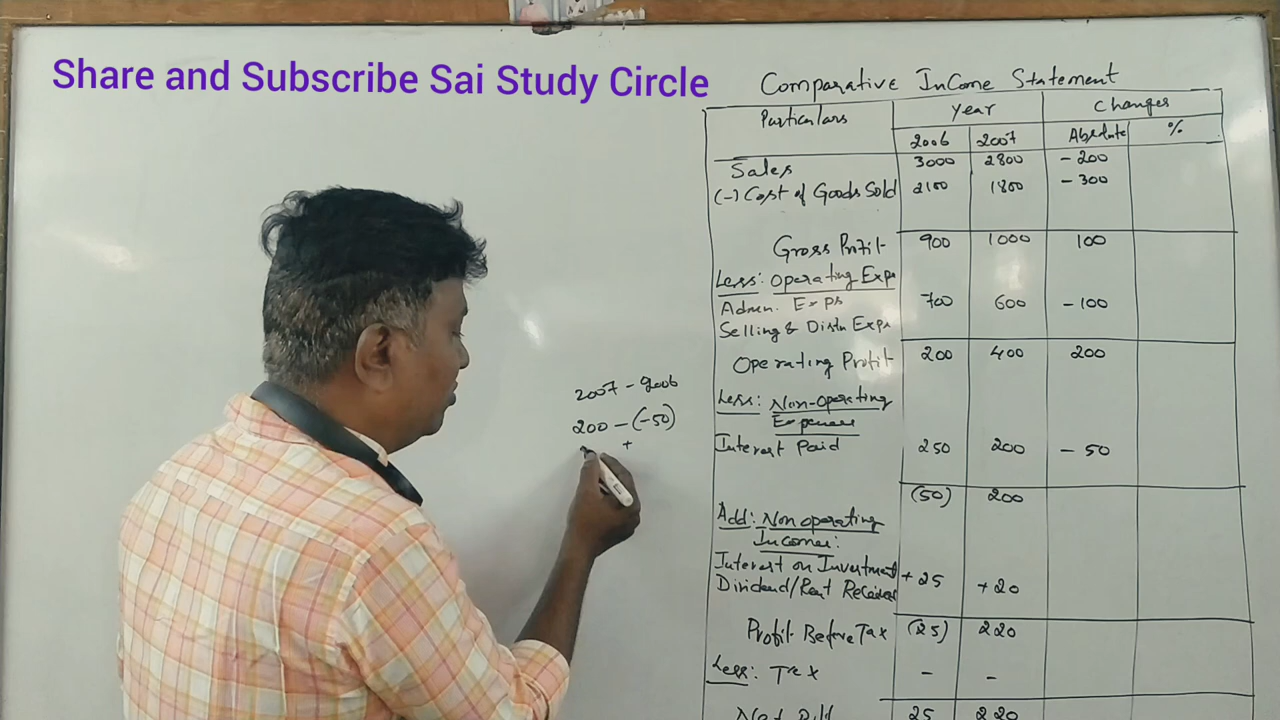 Share and Subscribe Sai Study Circle
Comparative Income Statement
Particulars Year Changes
2006 2007 Absolute %
Sales 3000 2800 - 200
(-) Cost of Goods Sold 2100 1800 - 300
Gross Profit 900 1000 100
Less: Operating Exps
Admn. Exps 700 600 - 100
Selling & Distn Exps
Operating Profit 200 400 200
Less: Non-operating
Expenses
Interest Paid 250 200 - 50
(50) 200
Add: Non operating
Incomes:
Interest on Investment + 25 + 20
Dividend/Rent Received
Profit Before Tax (25) 220
Less: Tax - -
Net 25 220
2007 - 2006
200 - (-50)
+